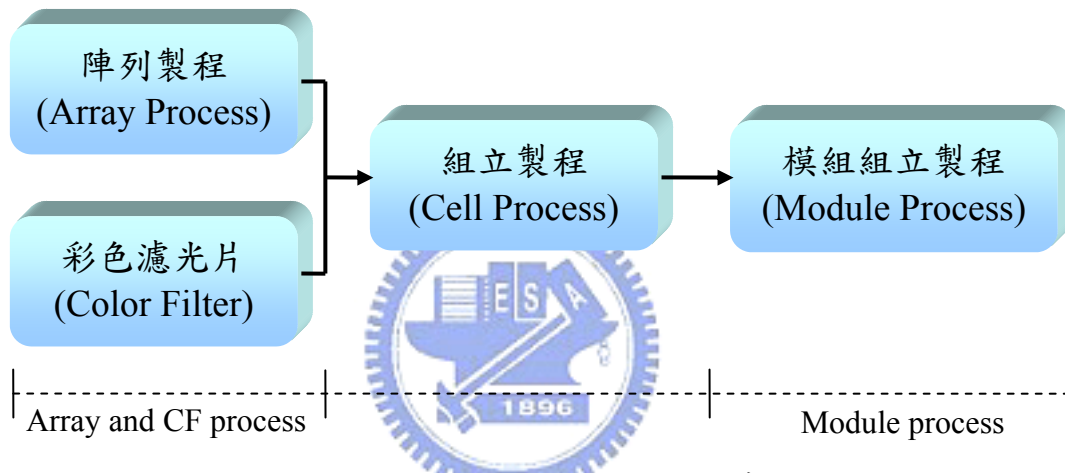 陣列製程
(Array Process)
彩色濾光片
(Color Filter)
組立製程
(Cell Process)
模組組立製程
(Module Process)
ESA
1896
Array and CF process
Module process